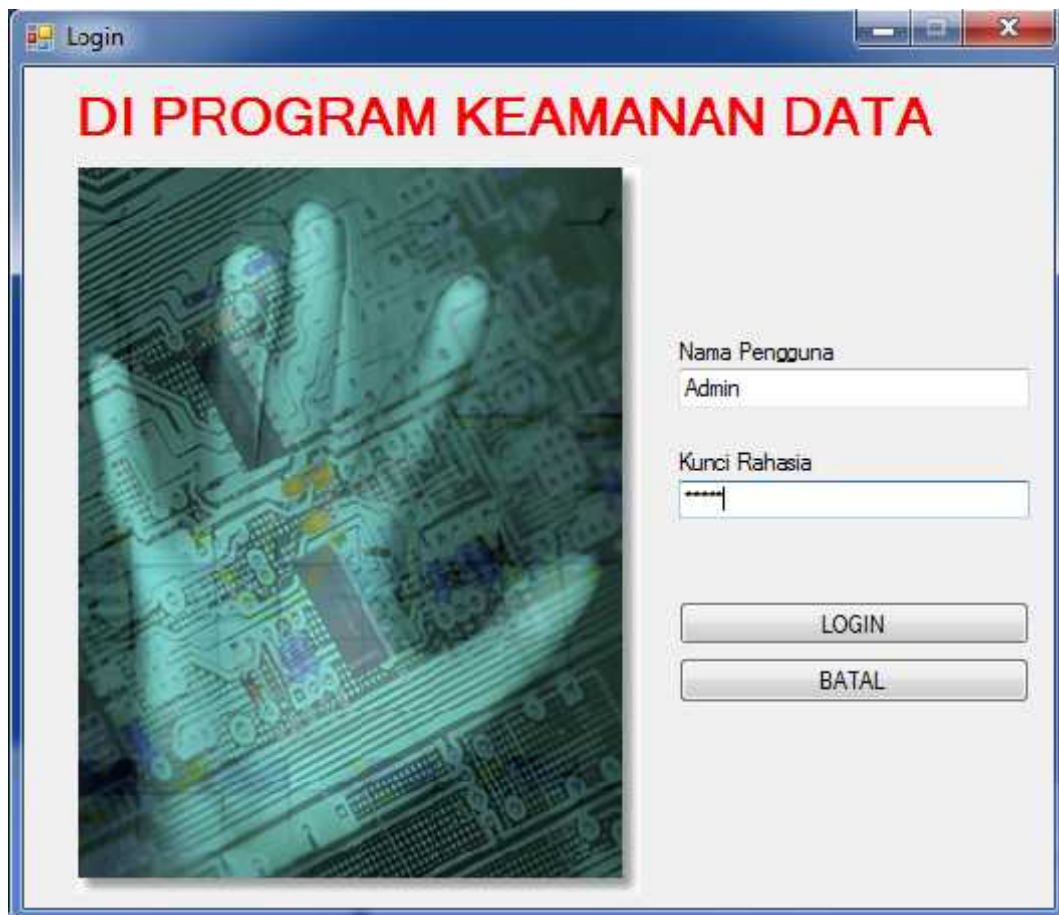 Login
DI PROGRAM KEAMANAN DATA
Nama Pengguna
Admin
Kunci Rahasia
*****
LOGIN
BATAL